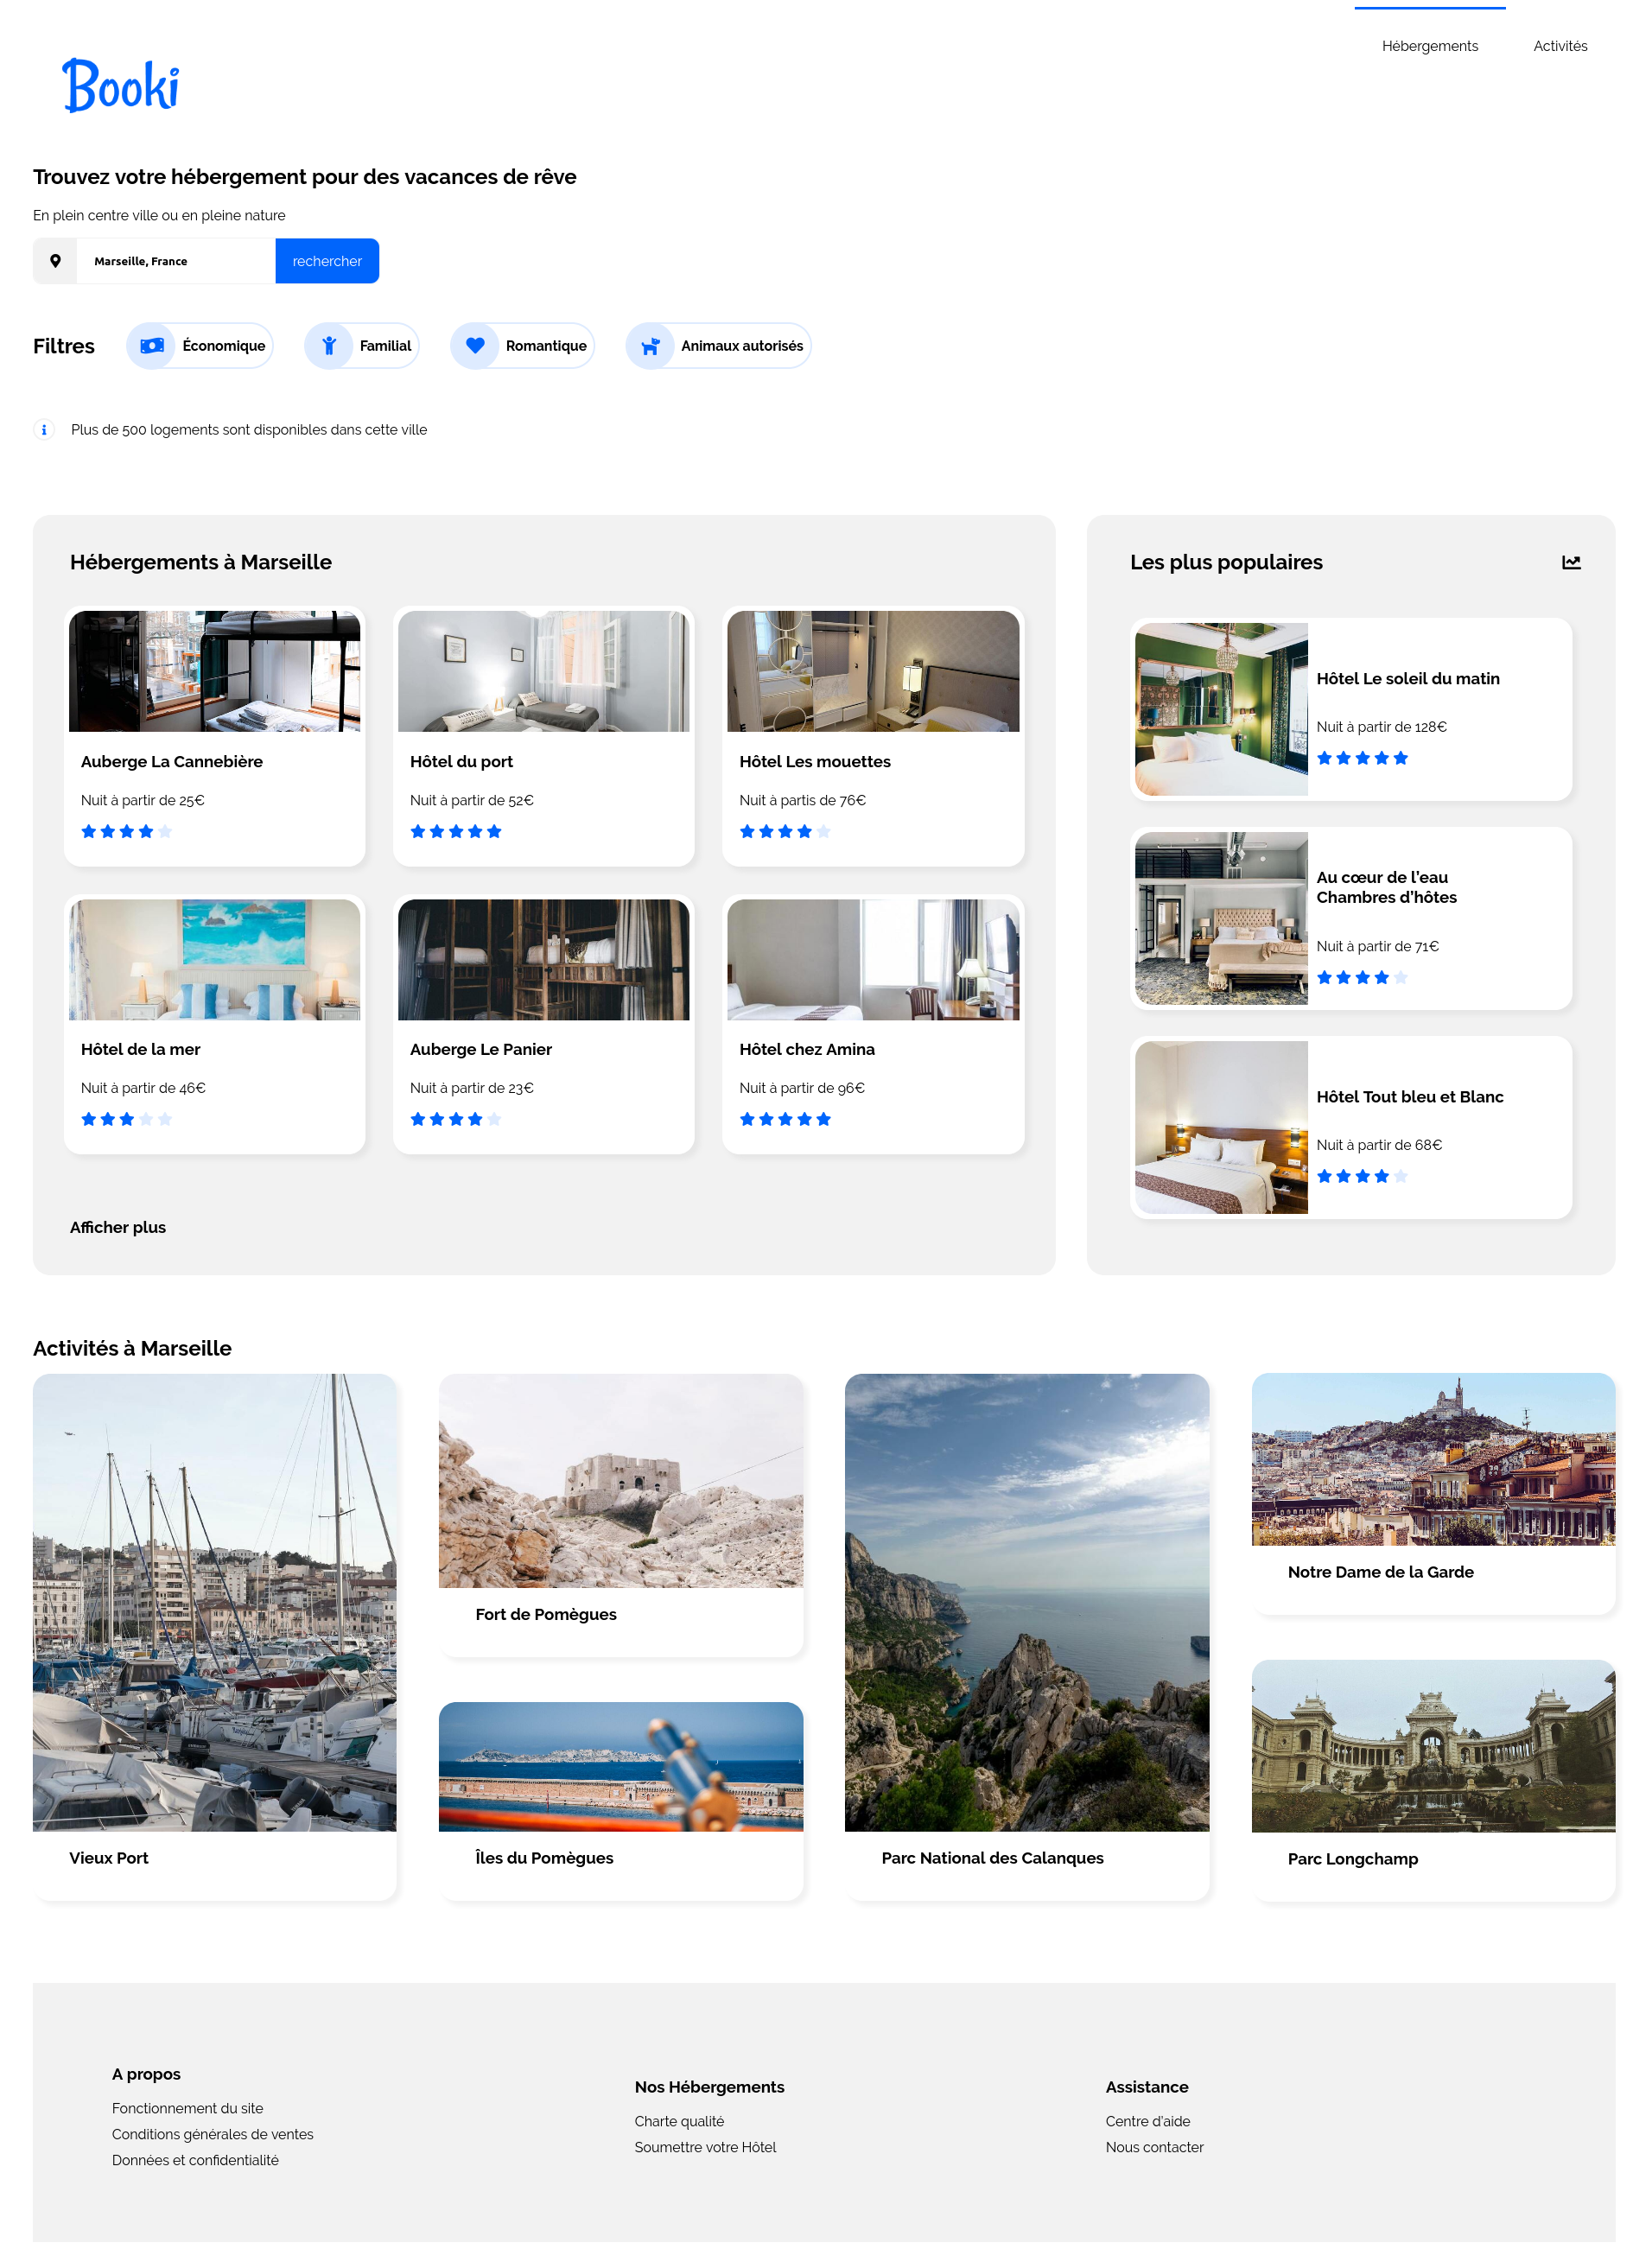 Hébergements
Activités
Booki
Trouvez votre hébergement pour des vacances de rêve
En plein centre ville ou en pleine nature
Marseille, France
rechercher
Filtres
Économique
Familial
Romantique
Animaux autorisés
Plus de 500 logements sont disponibles dans cette ville
Hébergements à Marseille
Auberge La Cannebière
Nuit à partir de 25€
Hôtel du port
Nuit à partir de 52€
Hôtel Les mouettes
Nuit à partis de 76€
Hôtel de la mer
Nuit à partir de 46€
Auberge Le Panier
Nuit à partir de 23€
Hôtel chez Amina
Nuit à partir de 96€
Afficher plus
Les plus populaires
Hôtel Le soleil du matin
Nuit à partir de 128€
Au cœur de l'eau
Chambres d'hôtes
Nuit à partir de 71€
Hôtel Tout bleu et Blanc
Nuit à partir de 68€
Activités à Marseille
Vieux Port
Fort de Pomègues
Îles du Pomègues
Parc National des Calanques
Notre Dame de la Garde
Parc Longchamp
A propos
Fonctionnement du site
Conditions générales de ventes
Données et confidentialité
Nos Hébergements
Charte qualité
Soumettre votre Hôtel
Assistance
Centre d'aide
Nous contacter